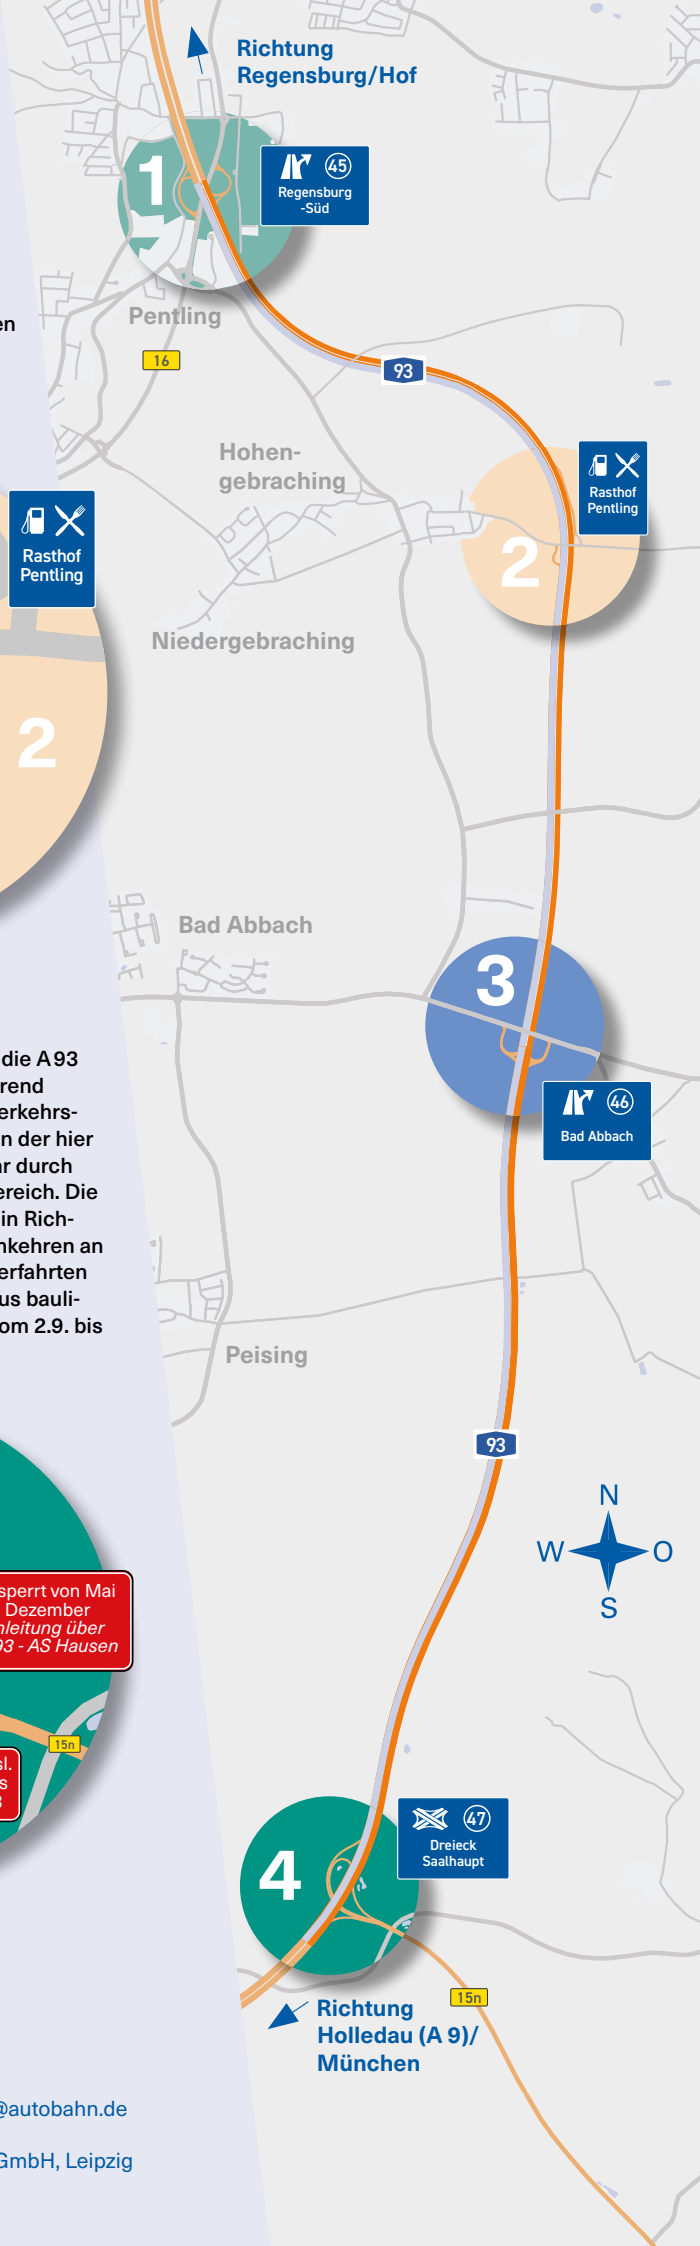 Richtung
Regensburg/Hof
1
45
Regensburg
-Süd
Pentling
en
16
93
Hohen-
gebraching
Rasthof
Pentling
2
Rasthof
Pentling
Niedergebraching
2
Bad Abbach
3
die A 93
rend
erkehrs-
n der hier
r durch
ereich. Die
in Rich-
nkehren an
erfahrten
us bauli-
om 2.9. bis
46
Bad Abbach
Peising
93
N
W
O
S
sperrt von Mai
Dezember
nleitung über
93 - AS Hausen
15n
sl.
s
4
47
Dreieck
Saalhaupt
15n
Richtung
Holledau (A 9)/
München
@autobahn.de
GmbH, Leipzig